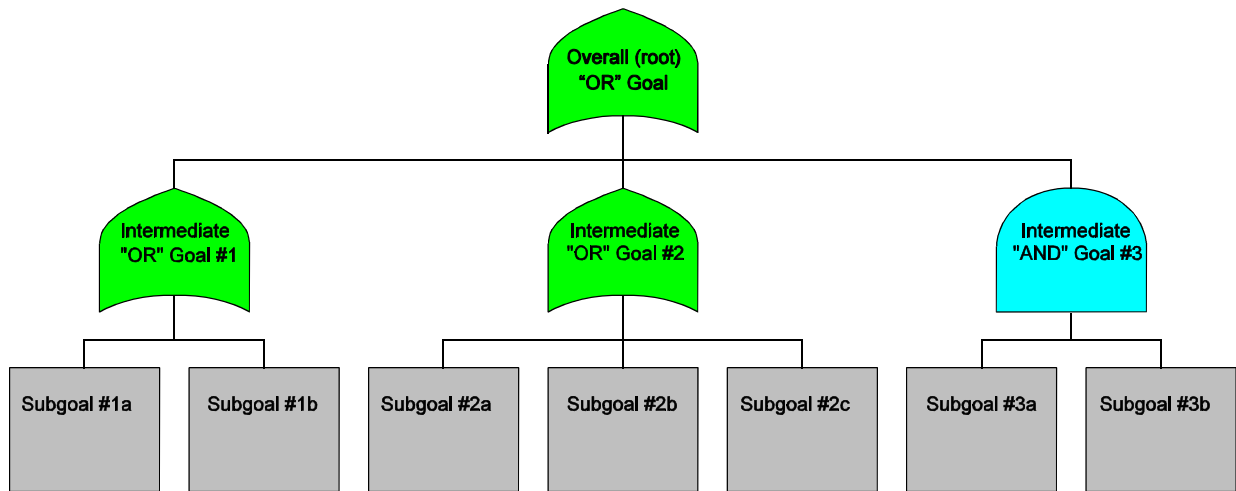 Overall (root)
“OR” Goal
Intermediate
"OR" Goal #1
Intermediate
"OR" Goal #2
Intermediate
"AND" Goal #3
Subgoal #1a
Subgoal #1b
Subgoal #2a
Subgoal #2b
Subgoal #2c
Subgoal #3a
Subgoal #3b